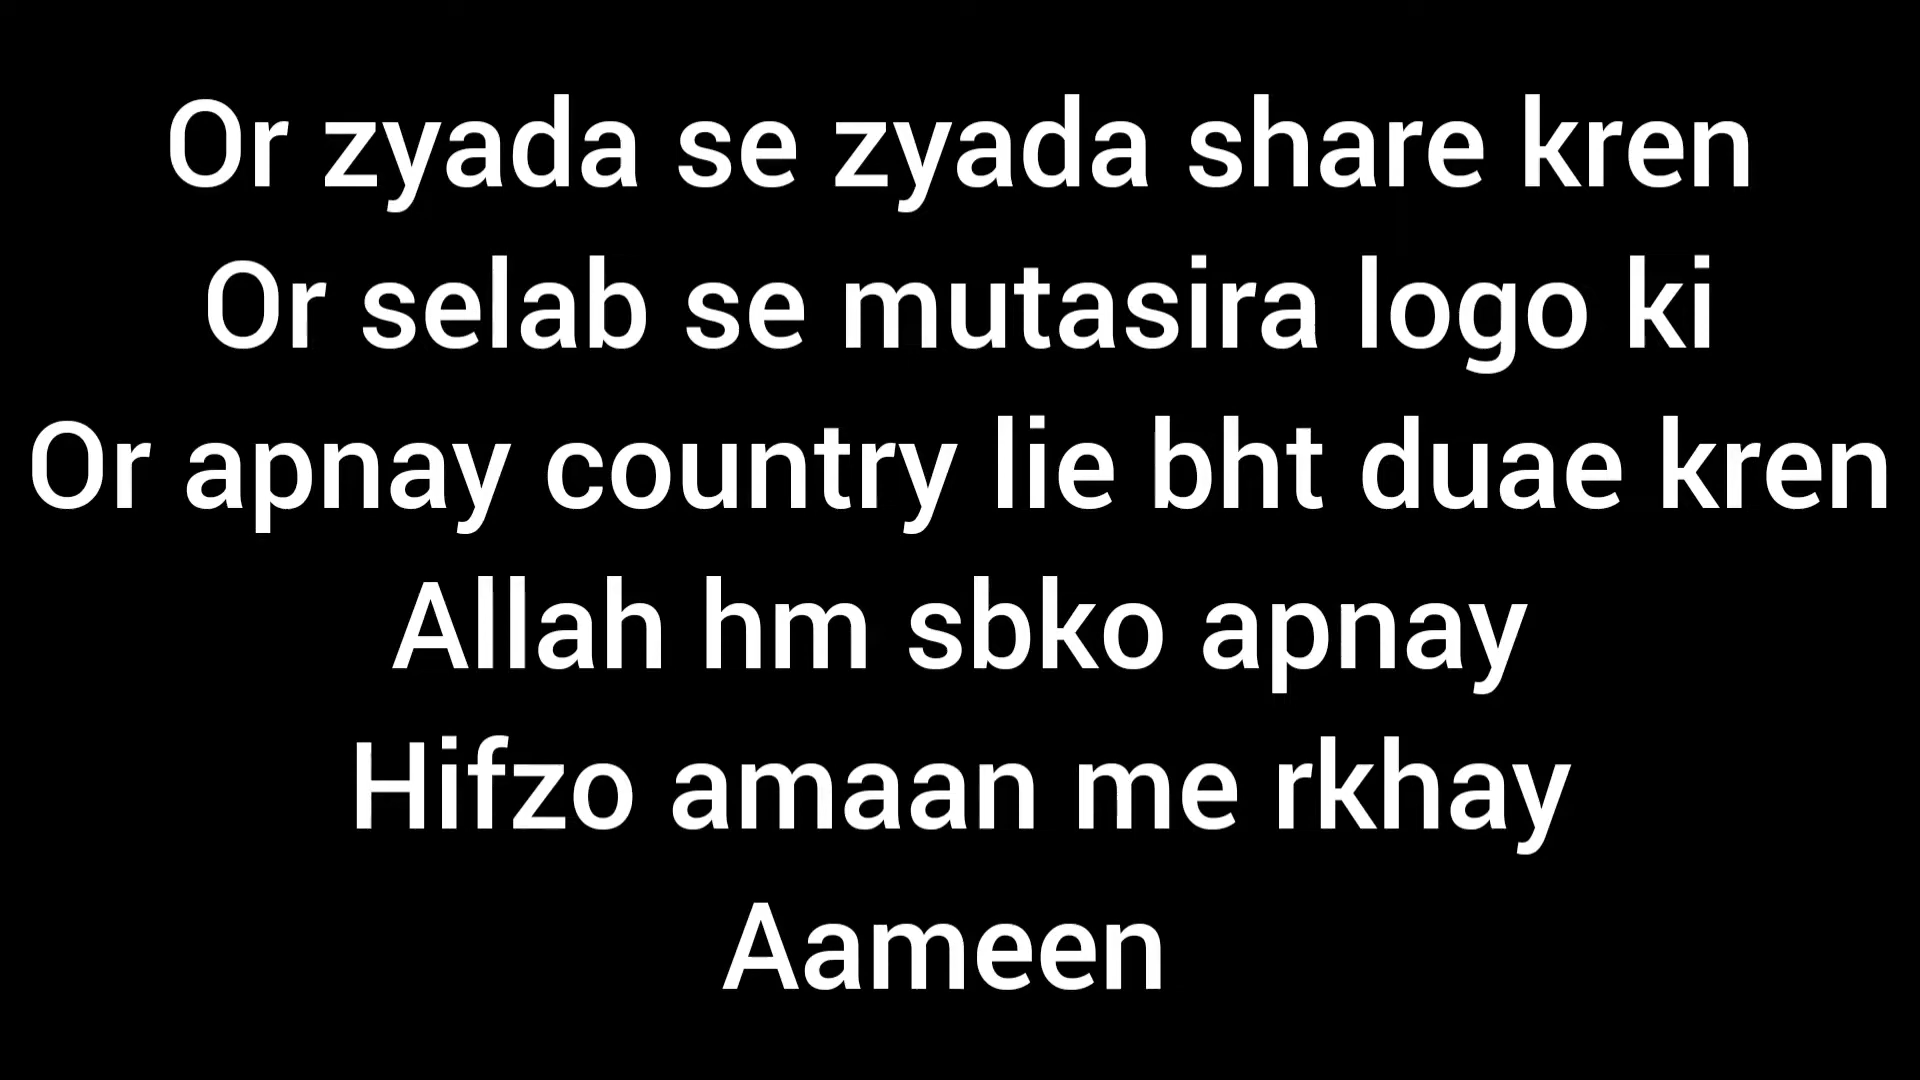 Or zyada se zyada share kren
Or selab se mutasira logo ki
Or apnay country lie bht duae kren
Allah hm sbko apnay
Hifzo amaan me rkhay
Aameen